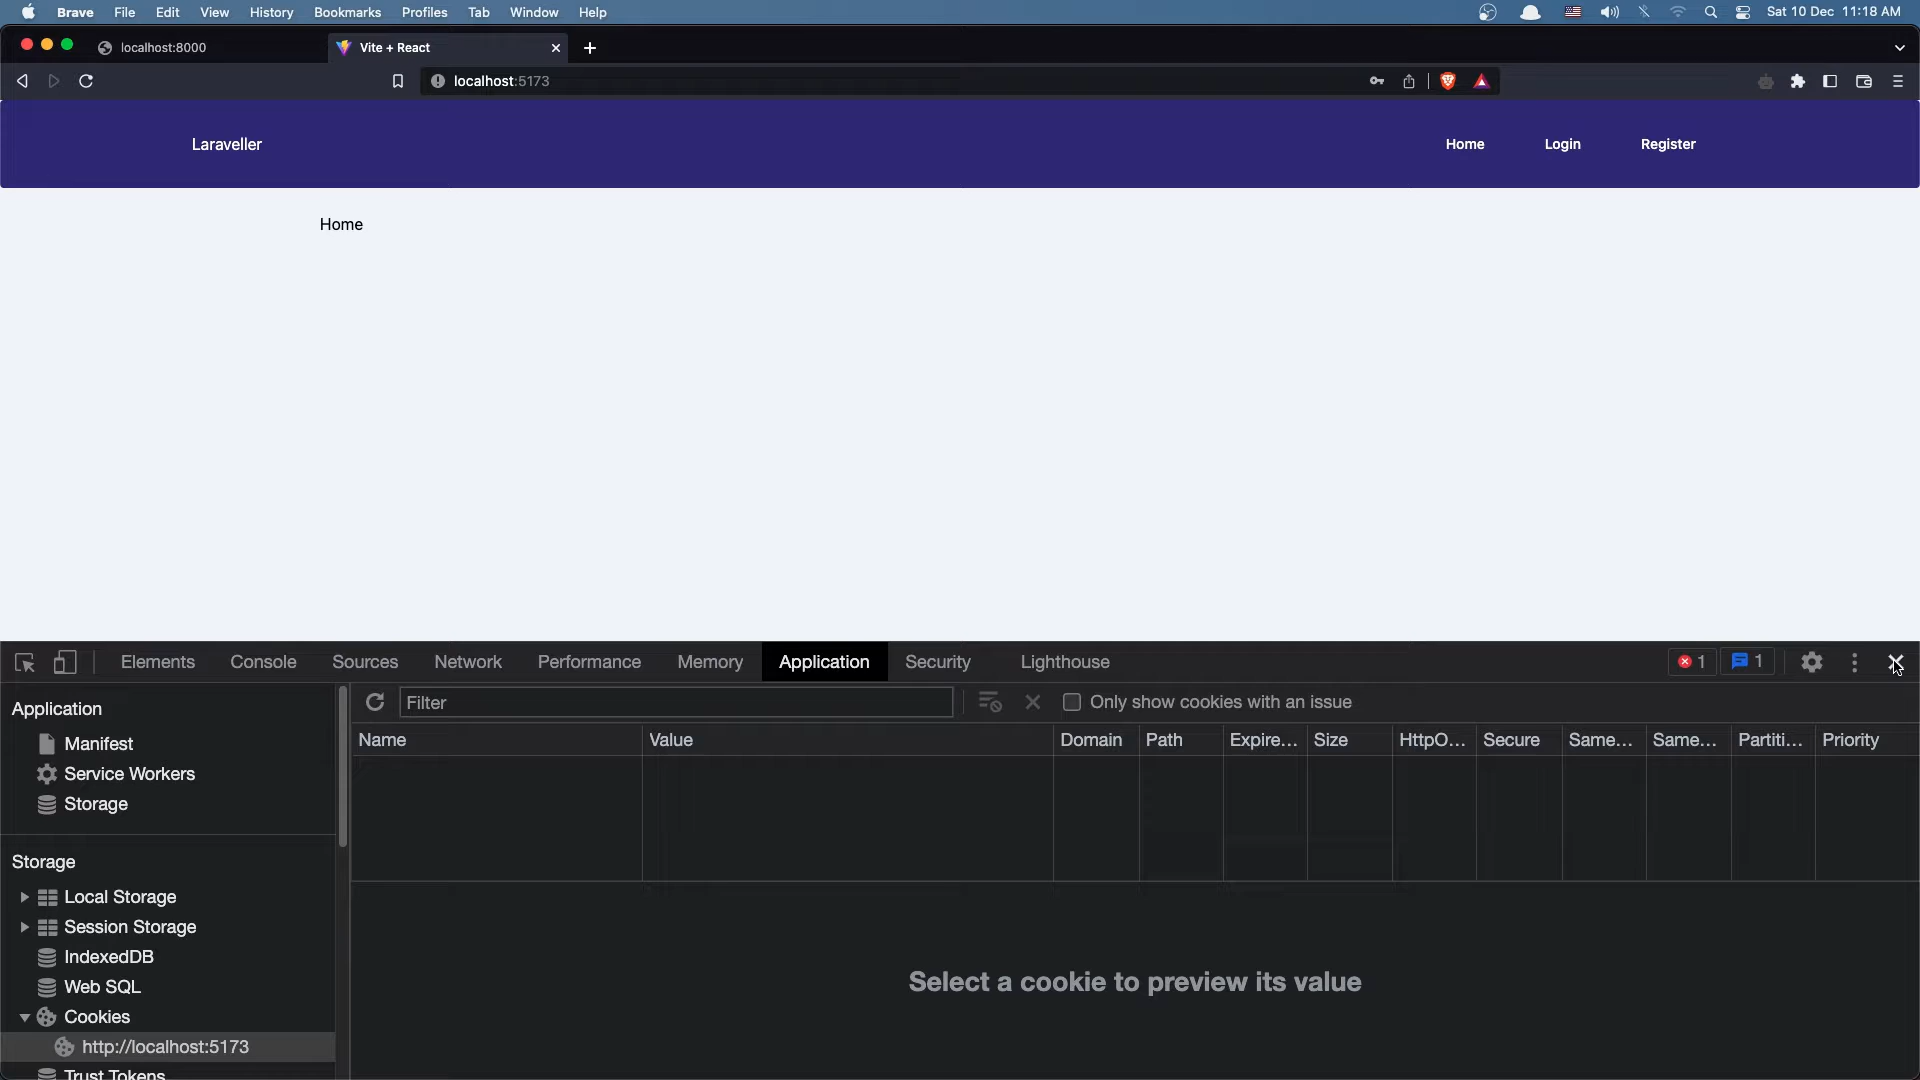 Brave File Edit View History Bookmarks Profiles Tab Window Help Sat 10 Dec 11:18 AM
localhost:8000 Vite + React
localhost:5173
Laraveller Home Login Register
Home
Elements Console Sources Network Performance Memory Application Security Lighthouse 1 1
Application
Filter Only show cookies with an issue
Name Value Domain Path Expire... Size HttpO... Secure Same... Same... Partiti... Priority
Manifest
Service Workers
Storage
Storage
Local Storage
Session Storage
IndexedDB
Web SQL
Cookies
http://localhost:5173
Trust Tokens
Select a cookie to preview its value